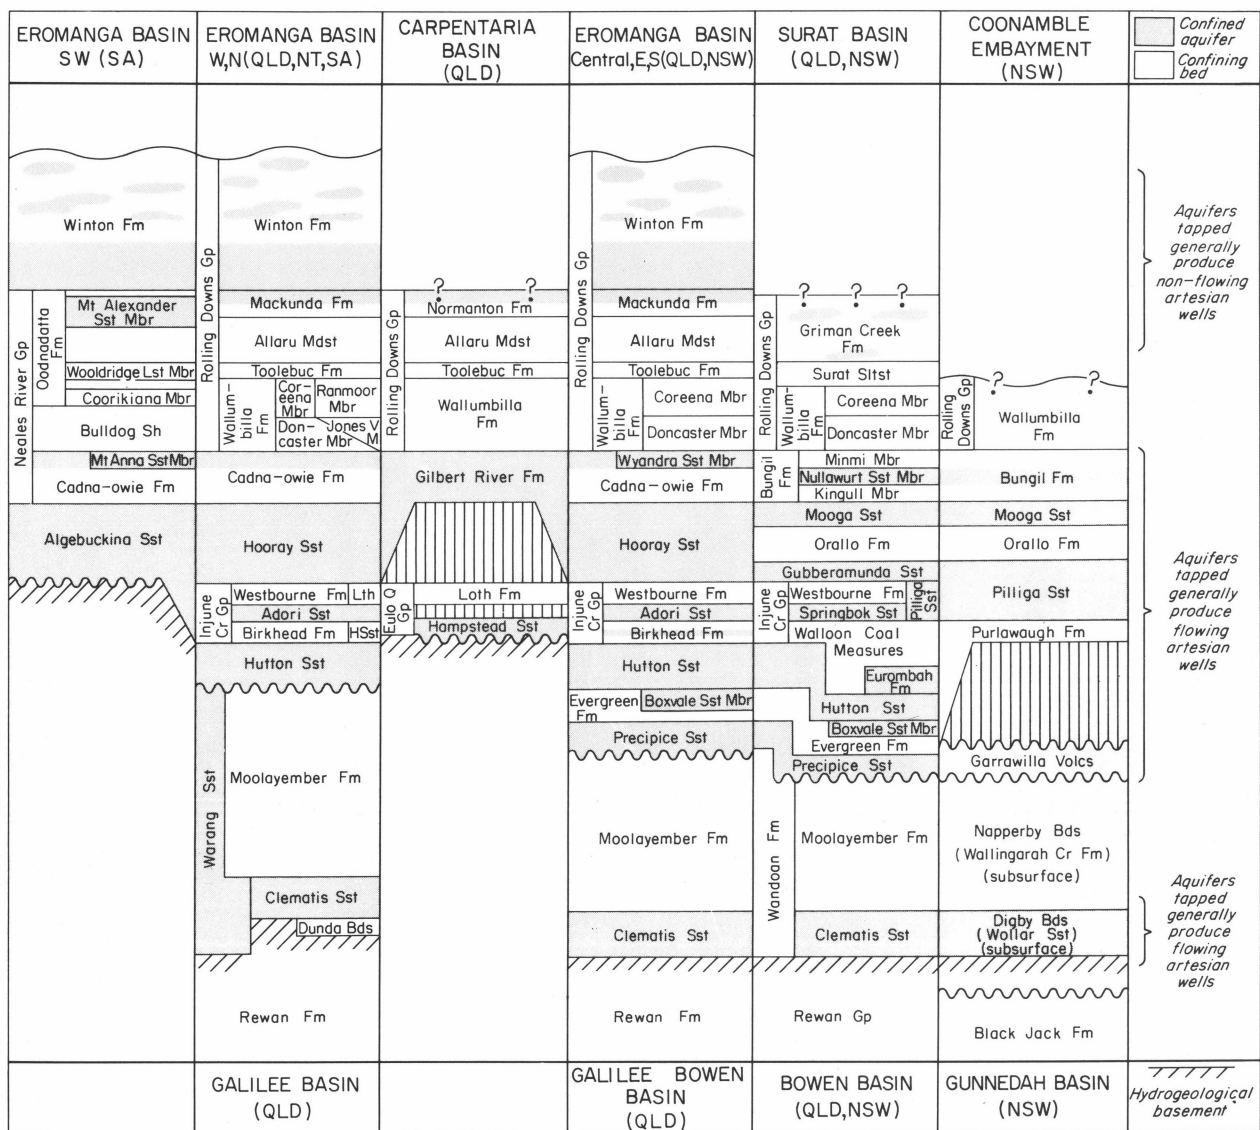 EROMANGA BASIN
SW (SA)
EROMANGA BASIN
W,N(QLD,NT,SA)
CARPENTARIA
BASIN
(QLD)
EROMANGA BASIN
Central,E,S(QLD,NSW)
SURAT BASIN
(QLD,NSW)
COONAMBLE
EMBAYMENT
(NSW)
Confined
aquifer
Confining
bed
Winton Fm
Mt Alexander
Sst Mbr
Oodnadatta
Fm
Neales River Gp
Wooldridge Lst Mbr
Coorikiana Mbr
Bulldog Sh
Mt Anna Sst Mbr
Cadna-owie Fm
Algebuckina Sst
Rolling Downs Gp
Winton Fm
Mackunda Fm
Allaru Mdst
Toolebuc Fm
Wallum-
billa
Fm
Cor-
eena
Mbr
Ranmoor
Mbr
Don-
caster Mbr
Jones V
M
Cadna-owie Fm
Hooray Sst
Injune
Cr Gp
Westbourne Fm
Lth
Adori Sst
Birkhead Fm
HSst
Hutton Sst
Warang Sst
Moolayember Fm
Clematis Sst
Dunda Bds
Rewan Fm
? ?
Rolling Downs Gp
Normanton Fm
Allaru Mdst
Toolebuc Fm
Wallumbilla
Fm
Gilbert River Fm
Eulo Q
Gp
Loth Fm
Hampstead Sst
Rolling Downs Gp
Winton Fm
Mackunda Fm
Allaru Mdst
Toolebuc Fm
Wallum-
billa
Fm
Coreena Mbr
Doncaster Mbr
Wyandra Sst Mbr
Cadna-owie Fm
Hooray Sst
Injune
Cr Gp
Westbourne Fm
Adori Sst
Birkhead Fm
Hutton Sst
Evergreen
Fm
Boxvale Sst Mbr
Precipice Sst
Moolayember Fm
Clematis Sst
Rewan Fm
? ? ?
Rolling Downs Gp
Griman Creek
Fm
Surat Sltst
Wallum-
billa
Fm
Coreena Mbr
Doncaster Mbr
Bungil
Fm
Minmi Mbr
Nullawurt Sst Mbr
Kingull Mbr
Mooga Sst
Orallo Fm
Gubberamunda Sst
Injune
Cr Gp
Westbourne Fm
Springbok Sst
Pilliga
Sst
Walloon Coal
Measures
Eurombah
Fm
Hutton Sst
Boxvale Sst Mbr
Evergreen Fm
Precipice Sst
Wandoan Fm
Moolayember Fm
Clematis Sst
Rewan Gp
? ?
Rolling
Downs Gp
Wallumbilla
Fm
Bungil Fm
Mooga Sst
Orallo Fm
Pilliga Sst
Purlawaugh Fm
Garrawilla Volcs
Napperby Bds
(Wallingarah Cr Fm)
(subsurface)
Digby Bds
(Wollar Sst)
(subsurface)
Black Jack Fm
Aquifers
tapped
generally
produce
non-flowing
artesian
wells
Aquifers
tapped
generally
produce
flowing
artesian
wells
Aquifers
tapped
generally
produce
flowing
artesian
wells
GALILEE BASIN
(QLD)
GALILEE BOWEN
BASIN
(QLD)
BOWEN BASIN
(QLD,NSW)
GUNNEDAH BASIN
(NSW)
Hydrogeological
basement